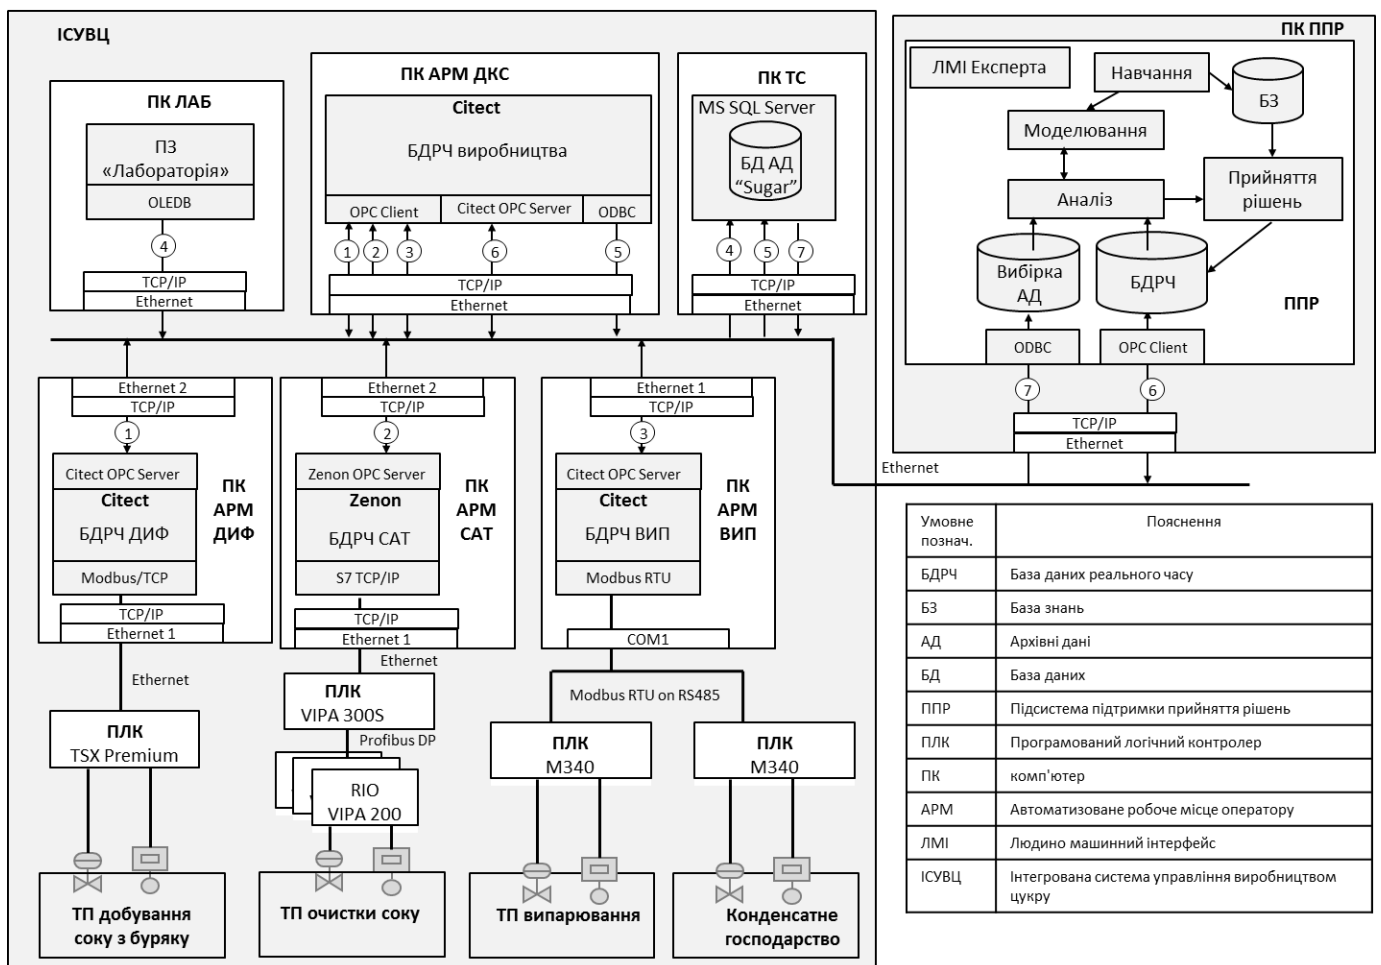 ІСУВЦ
ПК ЛАБ
ПЗ
«Лабораторія»
OLEDB
4
TCP/IP
Ethernet
ПК АРМ ДКС
Citect
БДРЧ виробництва
OPC Client
Citect OPC Server
ODBC
1
2
3
6
5
TCP/IP
Ethernet
ПК ТС
MS SQL Server
БД АД
“Sugar”
4
5
7
TCP/IP
Ethernet
ПК ППР
ЛМІ Експерта
Навчання
БЗ
Моделювання
Аналіз
Прийняття
рішень
Вибірка
АД
БДРЧ
ППР
ODBC
OPC Client
7
6
TCP/IP
Ethernet
Ethernet
Ethernet 2
TCP/IP
1
Citect OPC Server
Citect
БДРЧ ДИФ
Modbus/TCP
TCP/IP
Ethernet 1
ПК
АРМ
ДИФ
Ethernet
ПЛК
TSX Premium
ТП добування
соку з буряку
Ethernet 2
TCP/IP
2
Zenon OPC Server
Zenon
БДРЧ САТ
S7 TCP/IP
TCP/IP
Ethernet 1
ПК
АРМ
САТ
Ethernet
ПЛК
VIPA 300S
Profibus DP
RIO
VIPA 200
ТП очистки соку
Ethernet 1
TCP/IP
3
Citect OPC Server
Citect
БДРЧ ВИП
Modbus RTU
COM1
ПК
АРМ
ВИП
Modbus RTU on RS485
ПЛК
M340
ПЛК
M340
ТП випарювання
Конденсатне
господарство
Умовне
познач.
Пояснення
БДРЧ
База даних реального часу
БЗ
База знань
АД
Архівні дані
БД
База даних
ППР
Підсистема підтримки прийняття рішень
ПЛК
Програмований логічний контролер
ПК
комп'ютер
АРМ
Автоматизоване робоче місце оператору
ЛМІ
Людино машинний інтерфейс
ІСУВЦ
Інтегрована система управління виробництвом
цукру